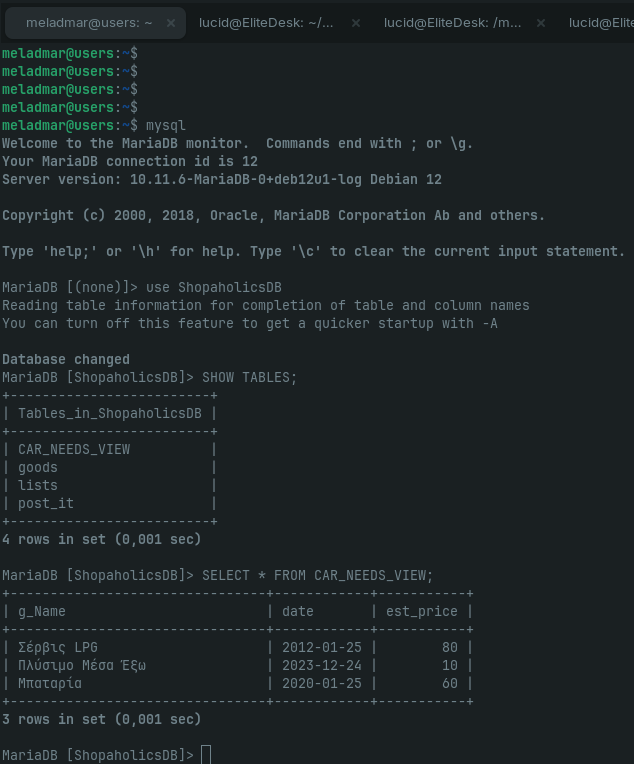 meladmar@users: ~ × lucid@EliteDesk: ~/... × lucid@EliteDesk: /m... × lucid@Elite
meladmar@users:~$
meladmar@users:~$
meladmar@users:~$
meladmar@users:~$
meladmar@users:~$ mysql
Welcome to the MariaDB monitor.  Commands end with ; or \g.
Your MariaDB connection id is 12
Server version: 10.11.6-MariaDB-0+deb12u1-log Debian 12
Copyright (c) 2000, 2018, Oracle, MariaDB Corporation Ab and others.
Type 'help;' or '\h' for help. Type '\c' to clear the current input statement.
MariaDB [(none)]> use ShopaholicsDB
Reading table information for completion of table and column names
You can turn off this feature to get a quicker startup with -A
Database changed
MariaDB [ShopaholicsDB]> SHOW TABLES;
+-------------------------+
| Tables_in_ShopaholicsDB |
+-------------------------+
| CAR_NEEDS_VIEW          |
| goods                   |
| lists                   |
| post_it                 |
+-------------------------+
4 rows in set (0,001 sec)
MariaDB [ShopaholicsDB]> SELECT * FROM CAR_NEEDS_VIEW;
+--------------------------------+------------+-----------+
| g_Name                         | date       | est_price |
+--------------------------------+------------+-----------+
| Σέρβις LPG                     | 2012-01-25 |        80 |
| Πλύσιμο Μέσα Έξω               | 2023-12-24 |        10 |
| Μπαταρία                       | 2020-01-25 |        60 |
+--------------------------------+------------+-----------+
3 rows in set (0,001 sec)
MariaDB [ShopaholicsDB]>